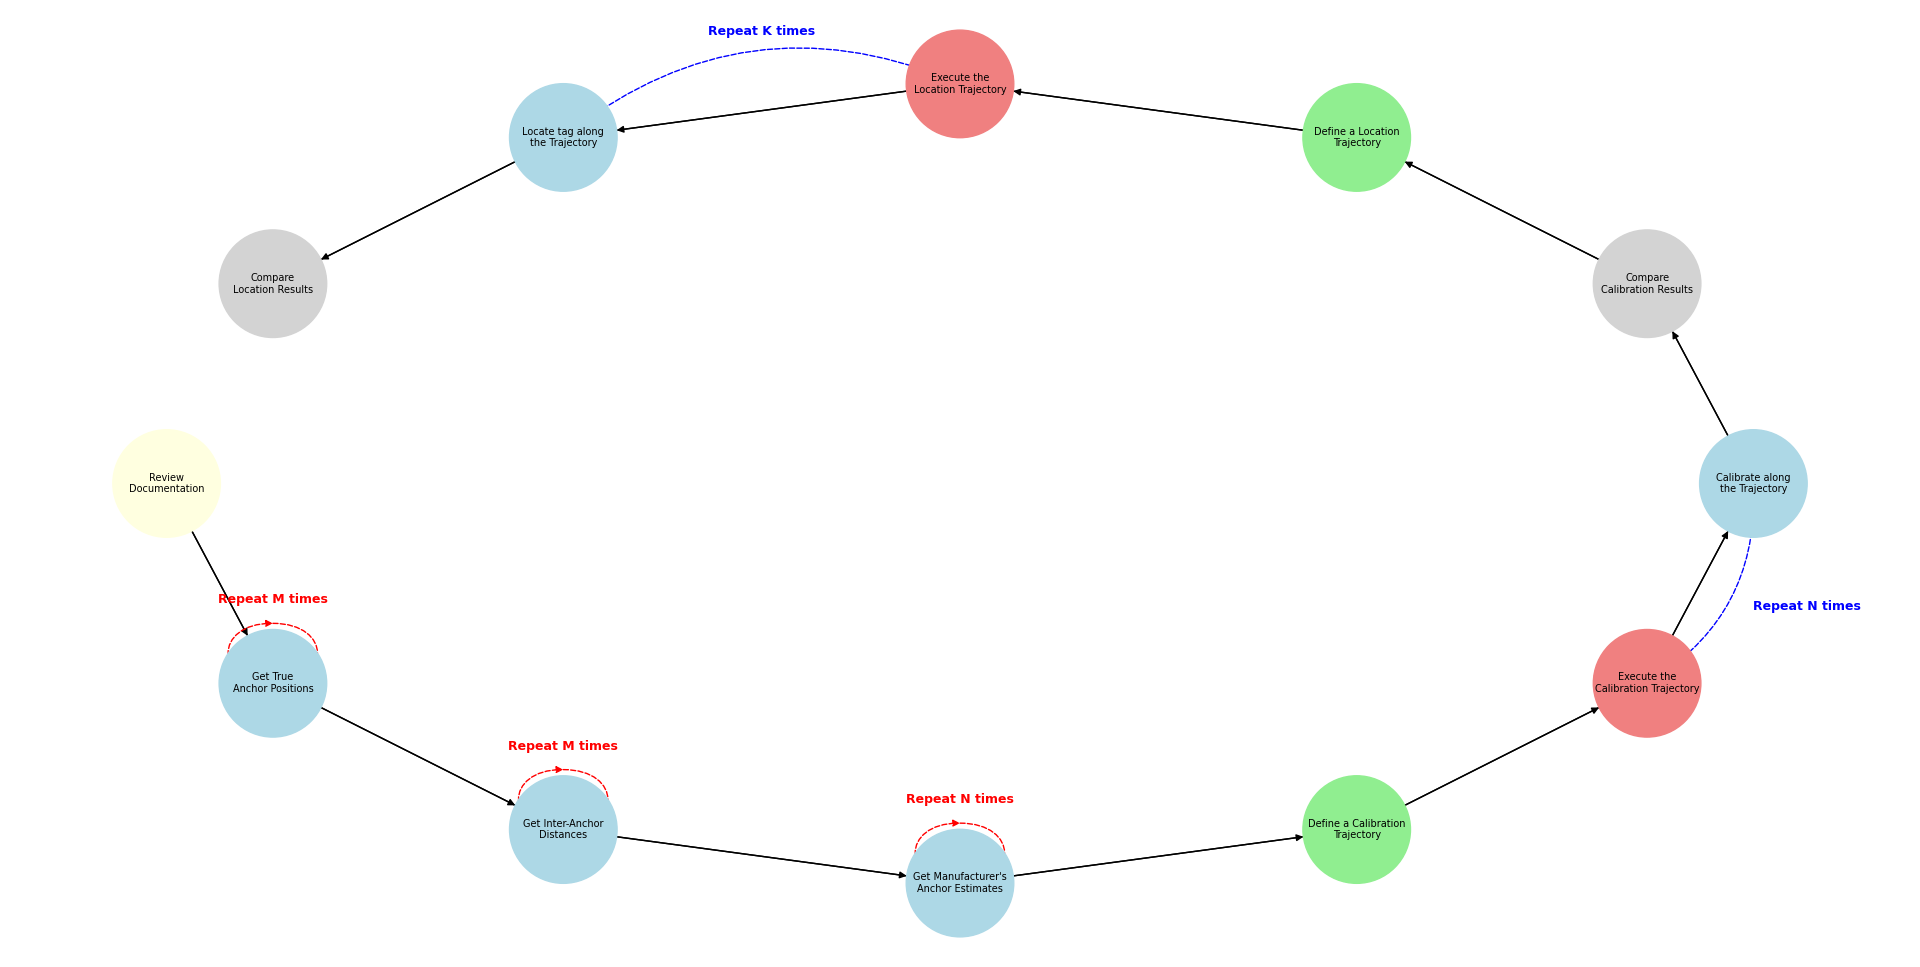 Repeat K times
Execute the
Location Trajectory
Locate tag along
the Trajectory
Define a Location
Trajectory
Compare
Location Results
Compare
Calibration Results
Review
Documentation
Calibrate along
the Trajectory
Repeat M times
Repeat N times
Get True
Anchor Positions
Execute the
Calibration Trajectory
Repeat M times
Repeat N times
Get Inter-Anchor
Distances
Define a Calibration
Trajectory
Get Manufacturer's
Anchor Estimates